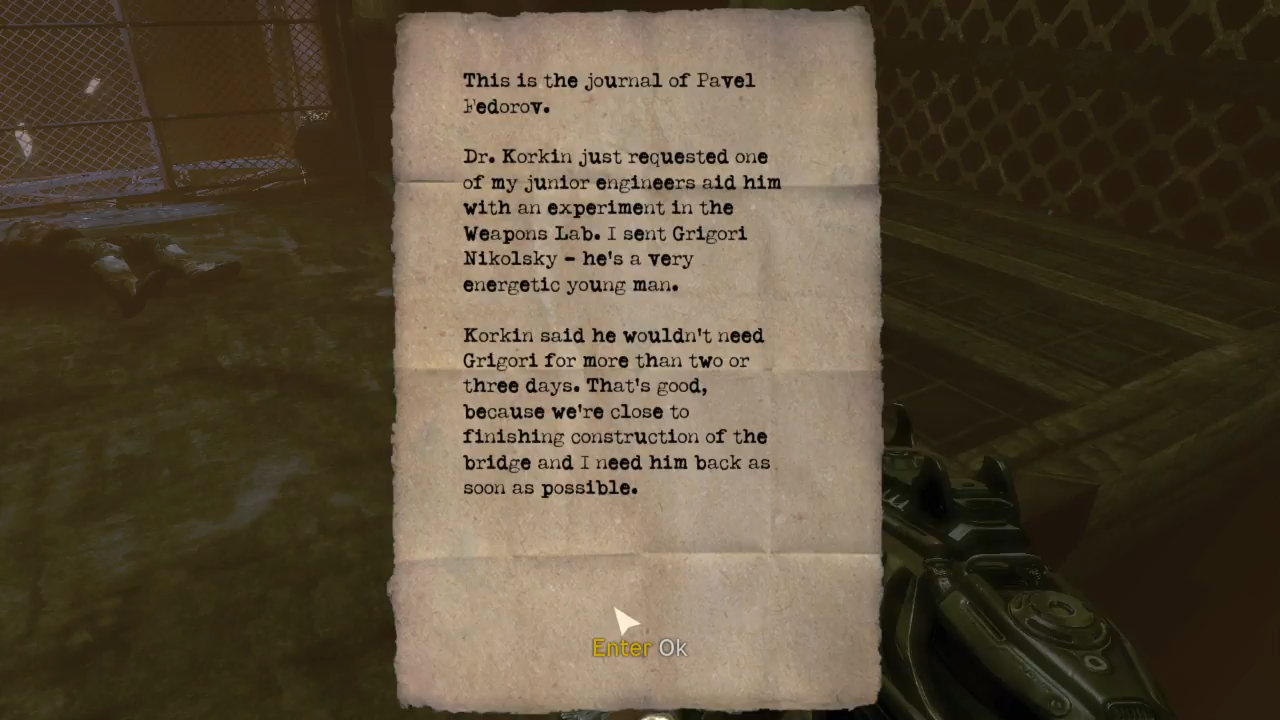 This is the journal of Pavel
Fedorov.
Dr. Korkin just requested one
of my junior engineers aid him
with an experiment in the
Weapons Lab. I sent Grigori
Nikolsky - he's a very
energetic young man.
Korkin said he wouldn't need
Grigori for more than two or
three days. That's good,
because we're close to
finishing construction of the
bridge and I need him back as
soon as possible.
Enter Ok